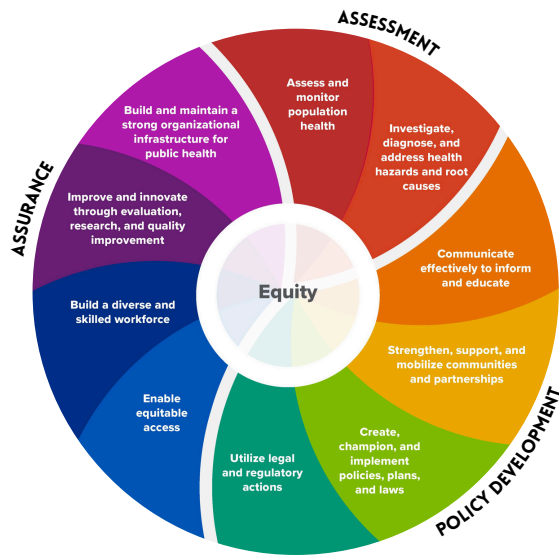 ASSESSMENT
Assess and
monitor
population
health
Investigate,
diagnose, and
address health
hazards and root
causes
POLICY DEVELOPMENT
Communicate
effectively to inform
and educate
Strengthen, support, and
mobilize communities
and partnerships
Create,
champion, and
implement
policies, plans,
and laws
Utilize legal
and regulatory
actions
ASSURANCE
Enable
equitable
access
Build a diverse and
skilled workforce
Improve and innovate
through evaluation,
research, and quality
improvement
Build and maintain a
strong organizational
infrastructure for
public health
Equity